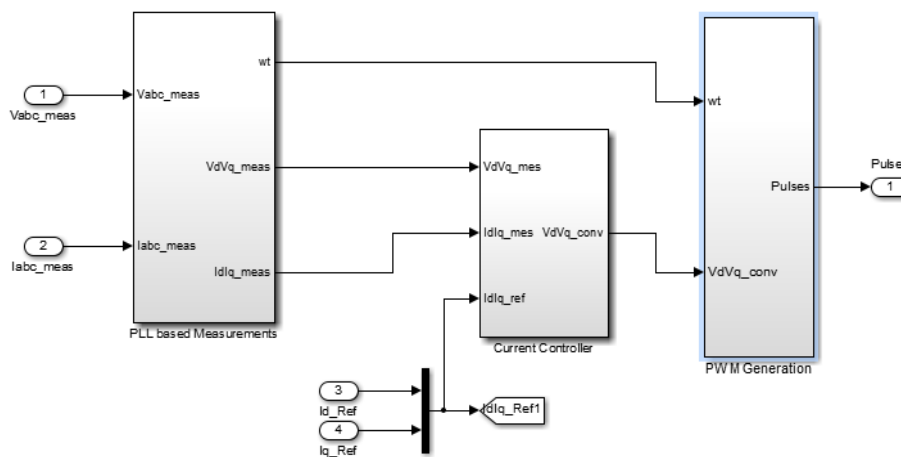 wt
1
Vabc_meas
Vabc_meas
wt
VdVq_meas
VdVq_mes
Pulses
Pulse
1
2
Iabc_meas
Iabc_meas
IdIq_mes
VdVq_conv
IdIq_meas
VdVq_conv
IdIq_ref
PLL based Measurements
Current Controller
PWM Generation
3
Id_Ref
IdIq_Ref1
4
Iq_Ref